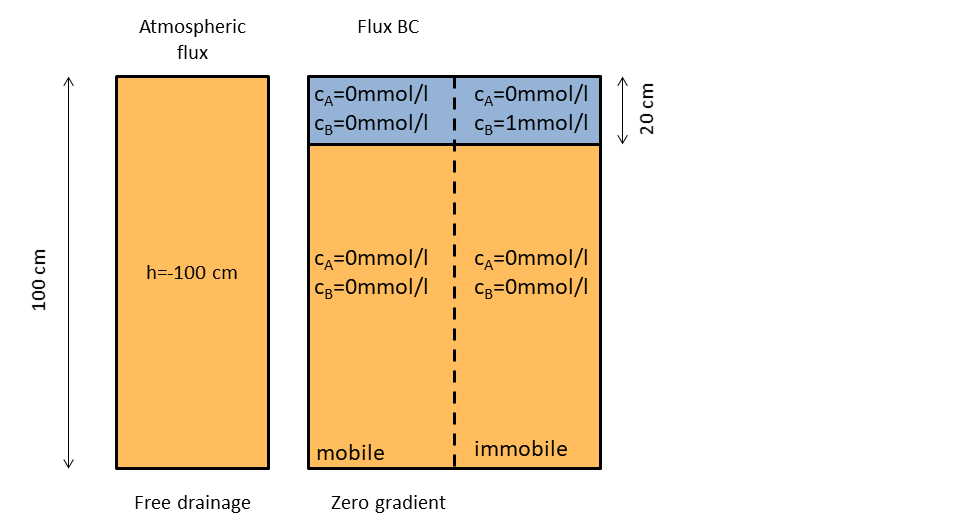 Atmospheric
flux
Flux BC
c_A=0mmol/l
c_B=0mmol/l
c_A=0mmol/l
c_B=1mmol/l
20 cm
100 cm
h=-100 cm
c_A=0mmol/l
c_B=0mmol/l
c_A=0mmol/l
c_B=0mmol/l
mobile
immobile
Free drainage
Zero gradient